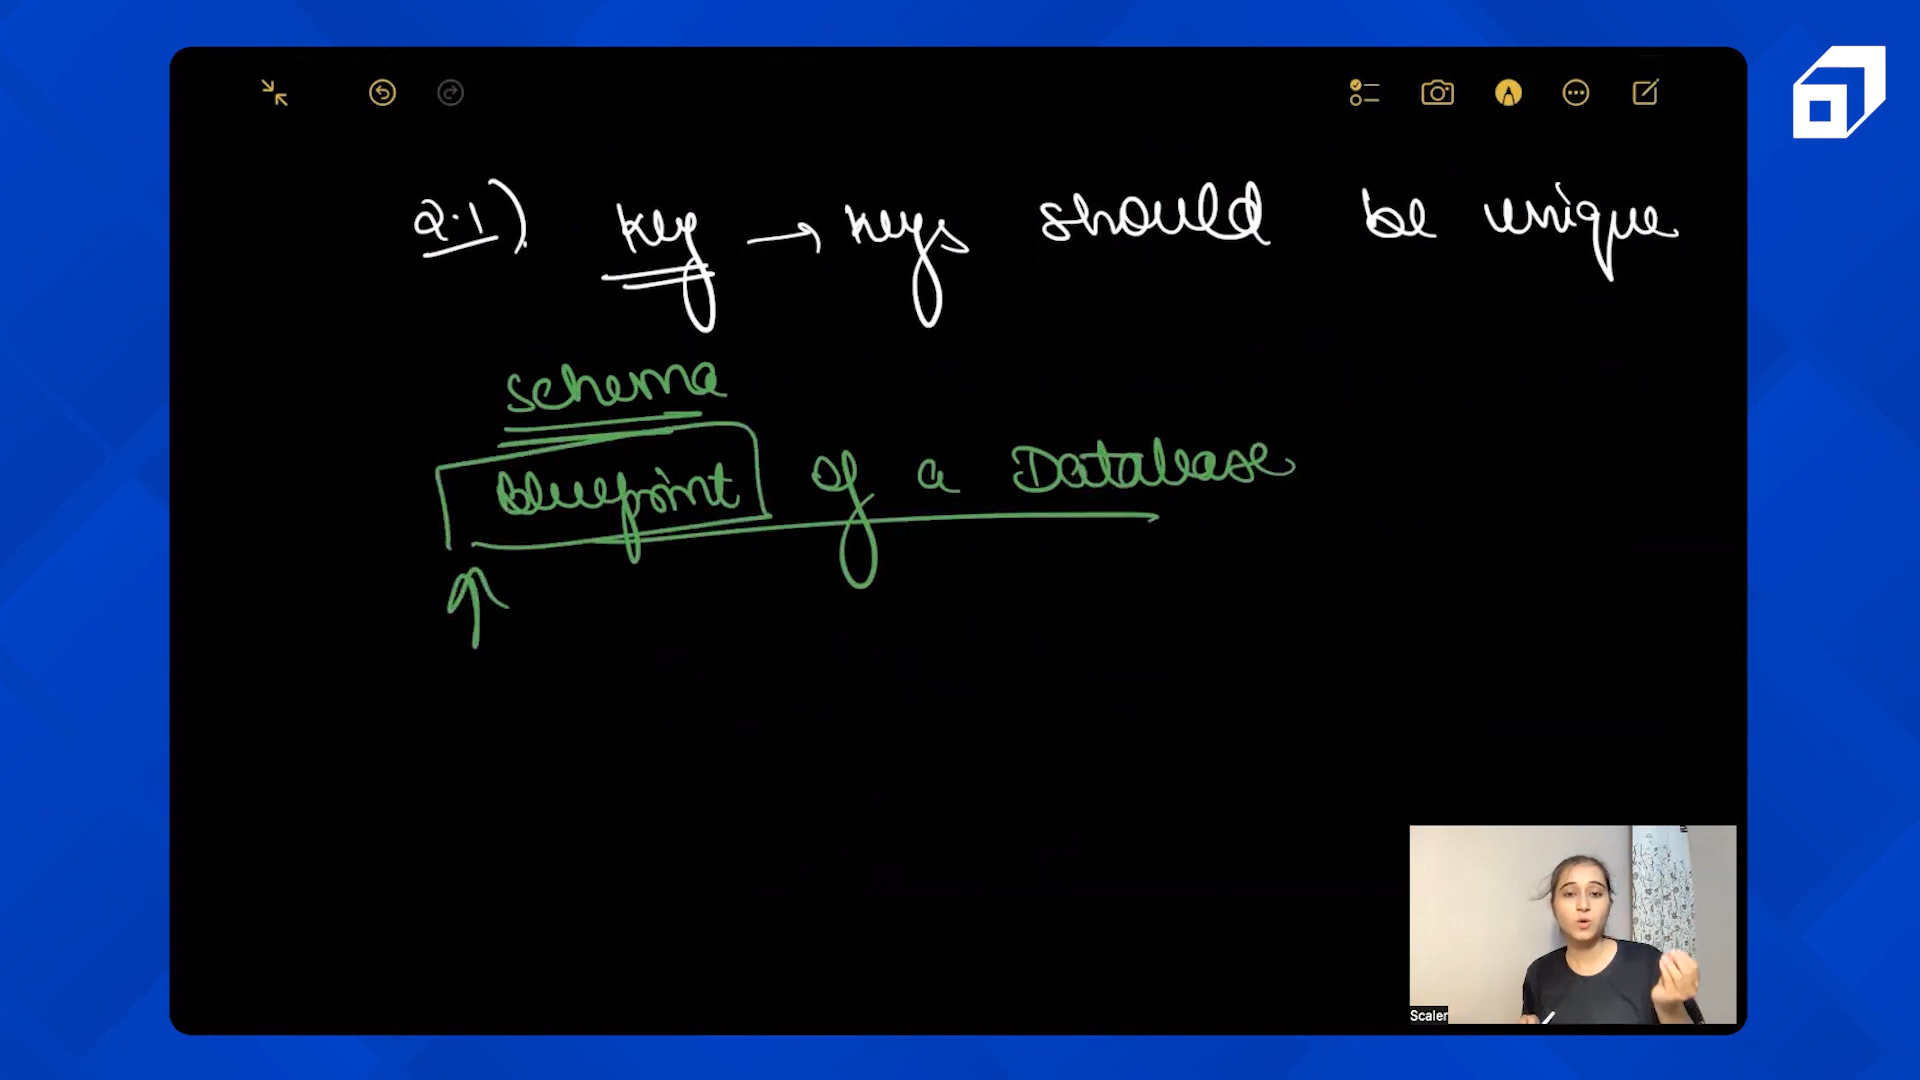 Q.1) Key → Keys should be unique
Schema
Blueprint of a Database
Scaler